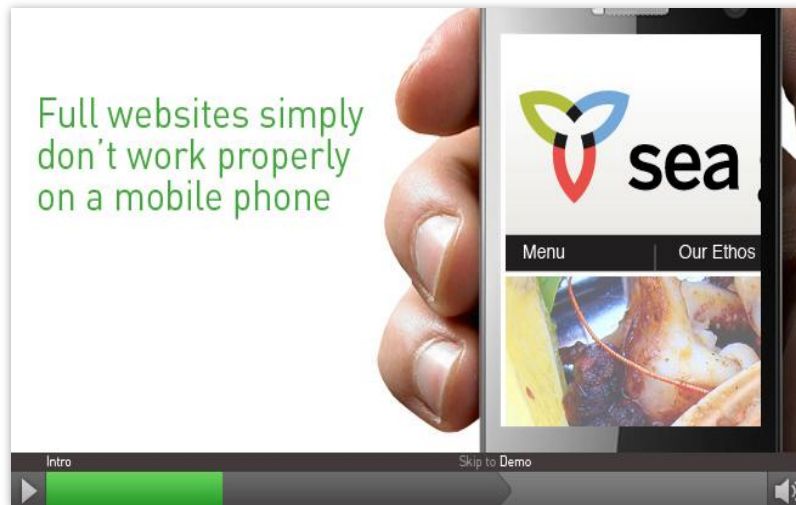 Full websites simply
don't work properly
on a mobile phone
sea
Menu
Our Ethos
Intro
Skip to Demo